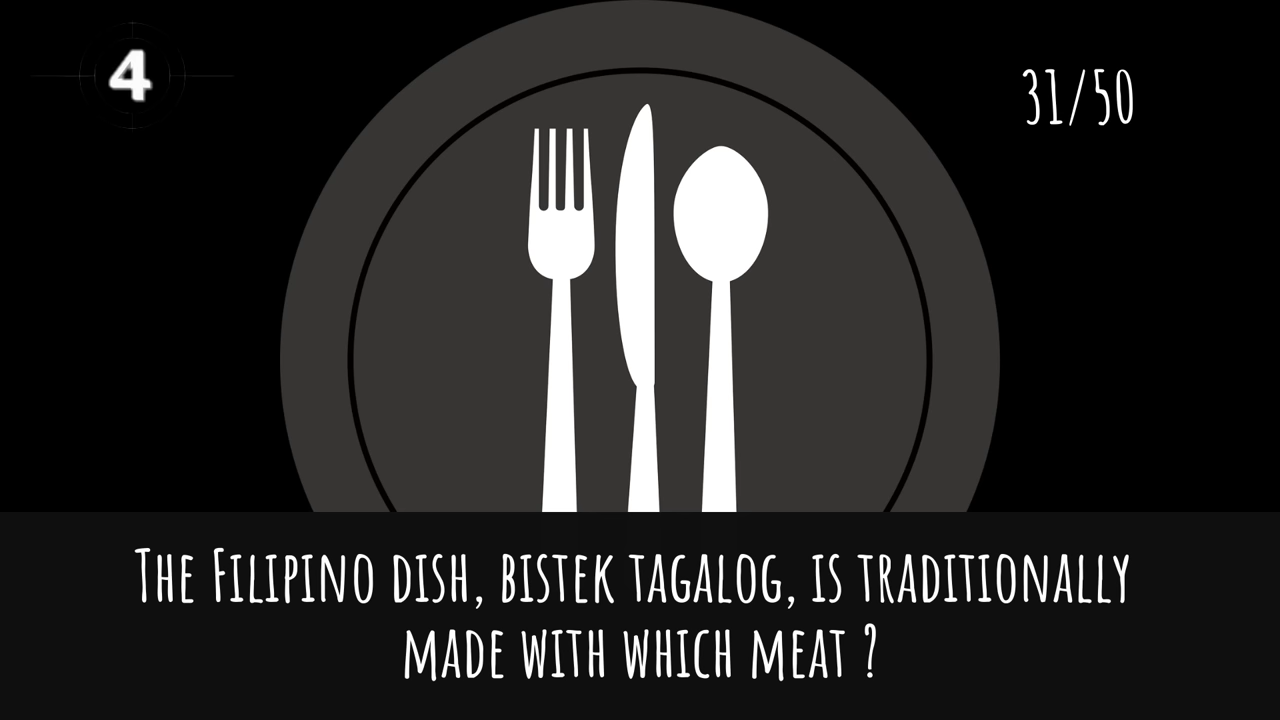 4
31/50
The Filipino dish, bistek tagalog, is traditionally
made with which meat ?